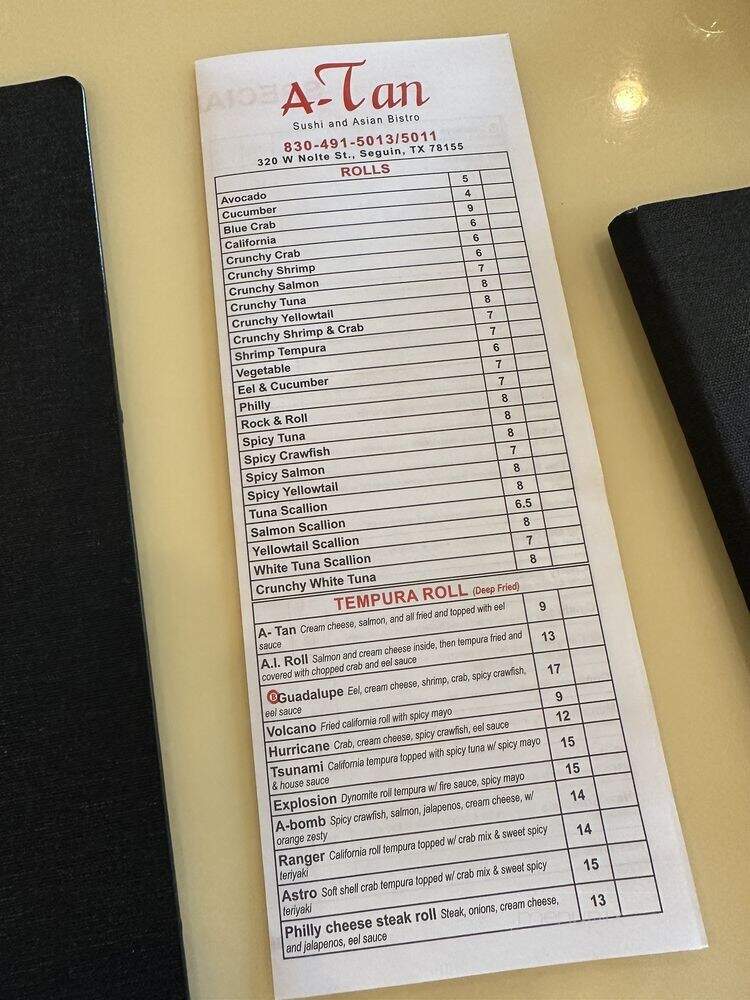 A-Tan
Sushi and Asian Bistro
830-491-5013/5011
320 W Nolte St., Seguin, TX 78155
ROLLS
Avocado 5
Cucumber 4
Blue Crab 9
California 6
Crunchy Crab 6
Crunchy Shrimp 6
Crunchy Salmon 7
Crunchy Tuna 8
Crunchy Yellowtail 8
Crunchy Shrimp & Crab 7
Shrimp Tempura 7
Vegetable 6
Eel & Cucumber 7
Philly 7
Rock & Roll 8
Spicy Tuna 8
Spicy Crawfish 8
Spicy Salmon 7
Spicy Yellowtail 8
Tuna Scallion 8
Salmon Scallion 6.5
Yellowtail Scallion 8
White Tuna Scallion 7
Crunchy White Tuna 8
TEMPURA ROLL (Deep Fried)
A- Tan Cream cheese, salmon, and all fried and topped with eel 9
sauce
A.I. Roll Salmon and cream cheese inside, then tempura fried and 13
covered with chopped crab and eel sauce
Guadalupe Eel, cream cheese, shrimp, crab, spicy crawfish, 17
eel sauce
Volcano Fried california roll with spicy mayo 9
Hurricane Crab, cream cheese, spicy crawfish, eel sauce 12
Tsunami California tempura topped with spicy tuna w/ spicy mayo 15
& house sauce
Explosion Dynomite roll tempura w/ fire sauce, spicy mayo 15
A-bomb Spicy crawfish, salmon, jalapenos, cream cheese, w/ 14
orange zesty
Ranger California roll tempura topped w/ crab mix & sweet spicy 14
teriyaki
Astro Soft shell crab tempura topped w/ crab mix & sweet spicy 15
teriyaki
Philly cheese steak roll Steak, onions, cream cheese, 13
and jalapenos, eel sauce